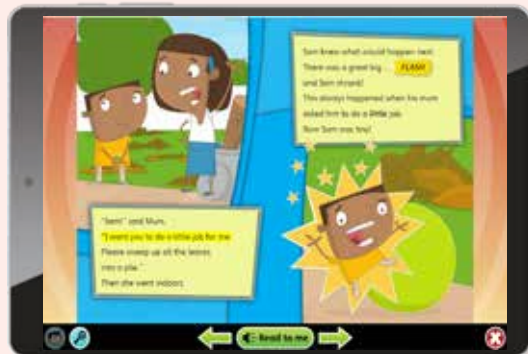 "Sam!" said Mum.
"I want you to do a little job for me.
Please sweep up all the leaves
into a pile."
Then she went indoors.
Sam knew what would happen next.
There was a great big ... FLASH
and Sam shrank!
This always happened when his mum
asked him to do a little job.
Now Sam was tiny!
Read to me